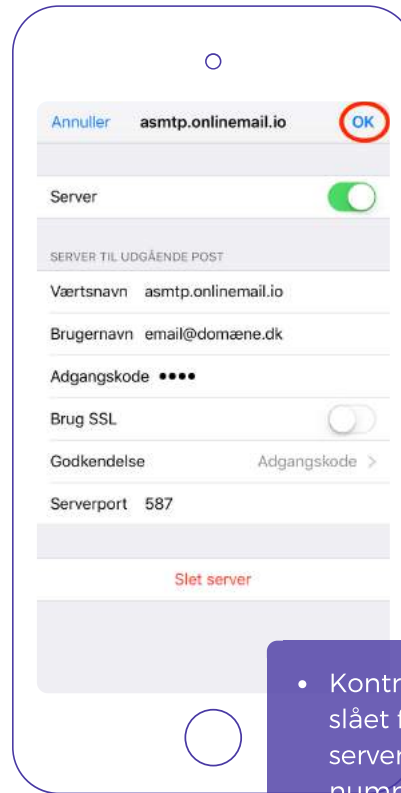 Annuller asmtp.onlinemail.io OK
Server
SERVER TIL UDGÅENDE POST
Værtsnavn asmtp.onlinemail.io
Brugernavn email@domæne.dk
Adgangskode ••••
Brug SSL
Godkendelse Adgangskode >
Serverport 587
Slet server
slået
server